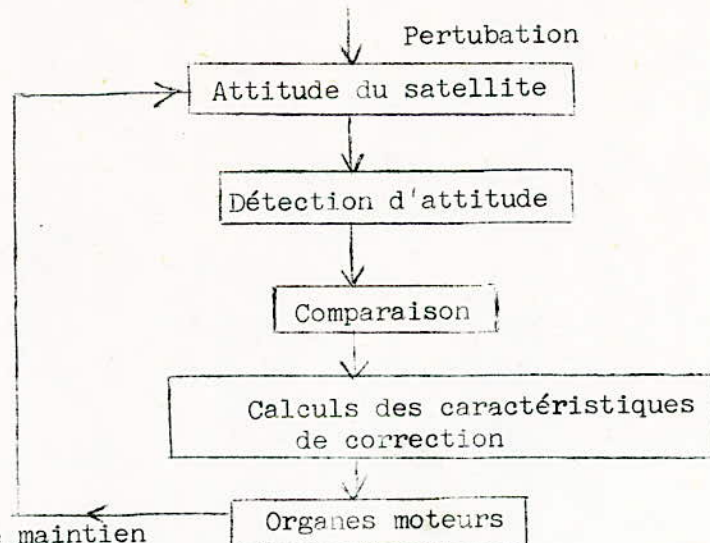 Pertubation
Attitude du satellite
Détection d'attitude
Comparaison
Calculs des caractéristiques
de correction
Organes moteurs
maintien